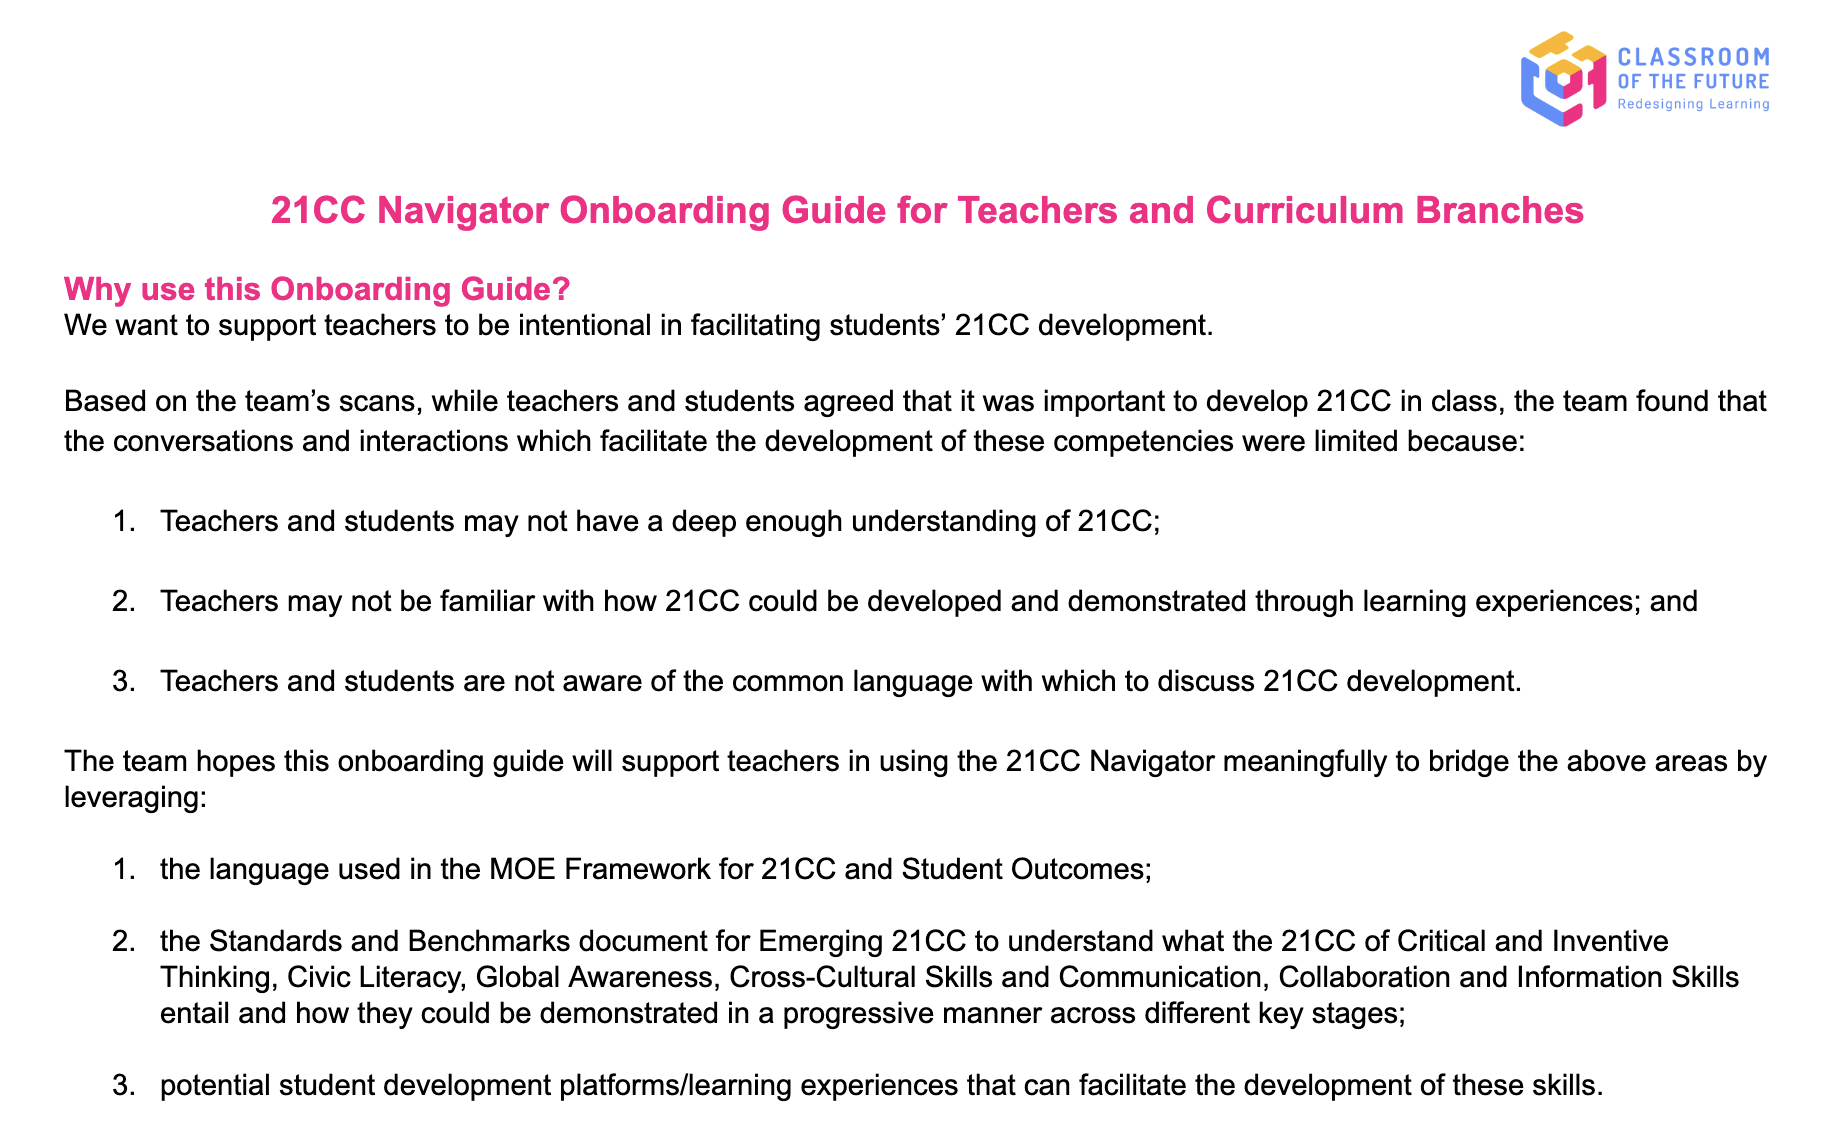 CLASSROOM
OF THE FUTURE
Redesigning Learning
21CC Navigator Onboarding Guide for Teachers and Curriculum Branches
Why use this Onboarding Guide?
We want to support teachers to be intentional in facilitating students’ 21CC development.
Based on the team’s scans, while teachers and students agreed that it was important to develop 21CC in class, the team found that
the conversations and interactions which facilitate the development of these competencies were limited because:
1. Teachers and students may not have a deep enough understanding of 21CC;
2. Teachers may not be familiar with how 21CC could be developed and demonstrated through learning experiences; and
3. Teachers and students are not aware of the common language with which to discuss 21CC development.
The team hopes this onboarding guide will support teachers in using the 21CC Navigator meaningfully to bridge the above areas by
leveraging:
1. the language used in the MOE Framework for 21CC and Student Outcomes;
2. the Standards and Benchmarks document for Emerging 21CC to understand what the 21CC of Critical and Inventive
Thinking, Civic Literacy, Global Awareness, Cross-Cultural Skills and Communication, Collaboration and Information Skills
entail and how they could be demonstrated in a progressive manner across different key stages;
3. potential student development platforms/learning experiences that can facilitate the development of these skills.